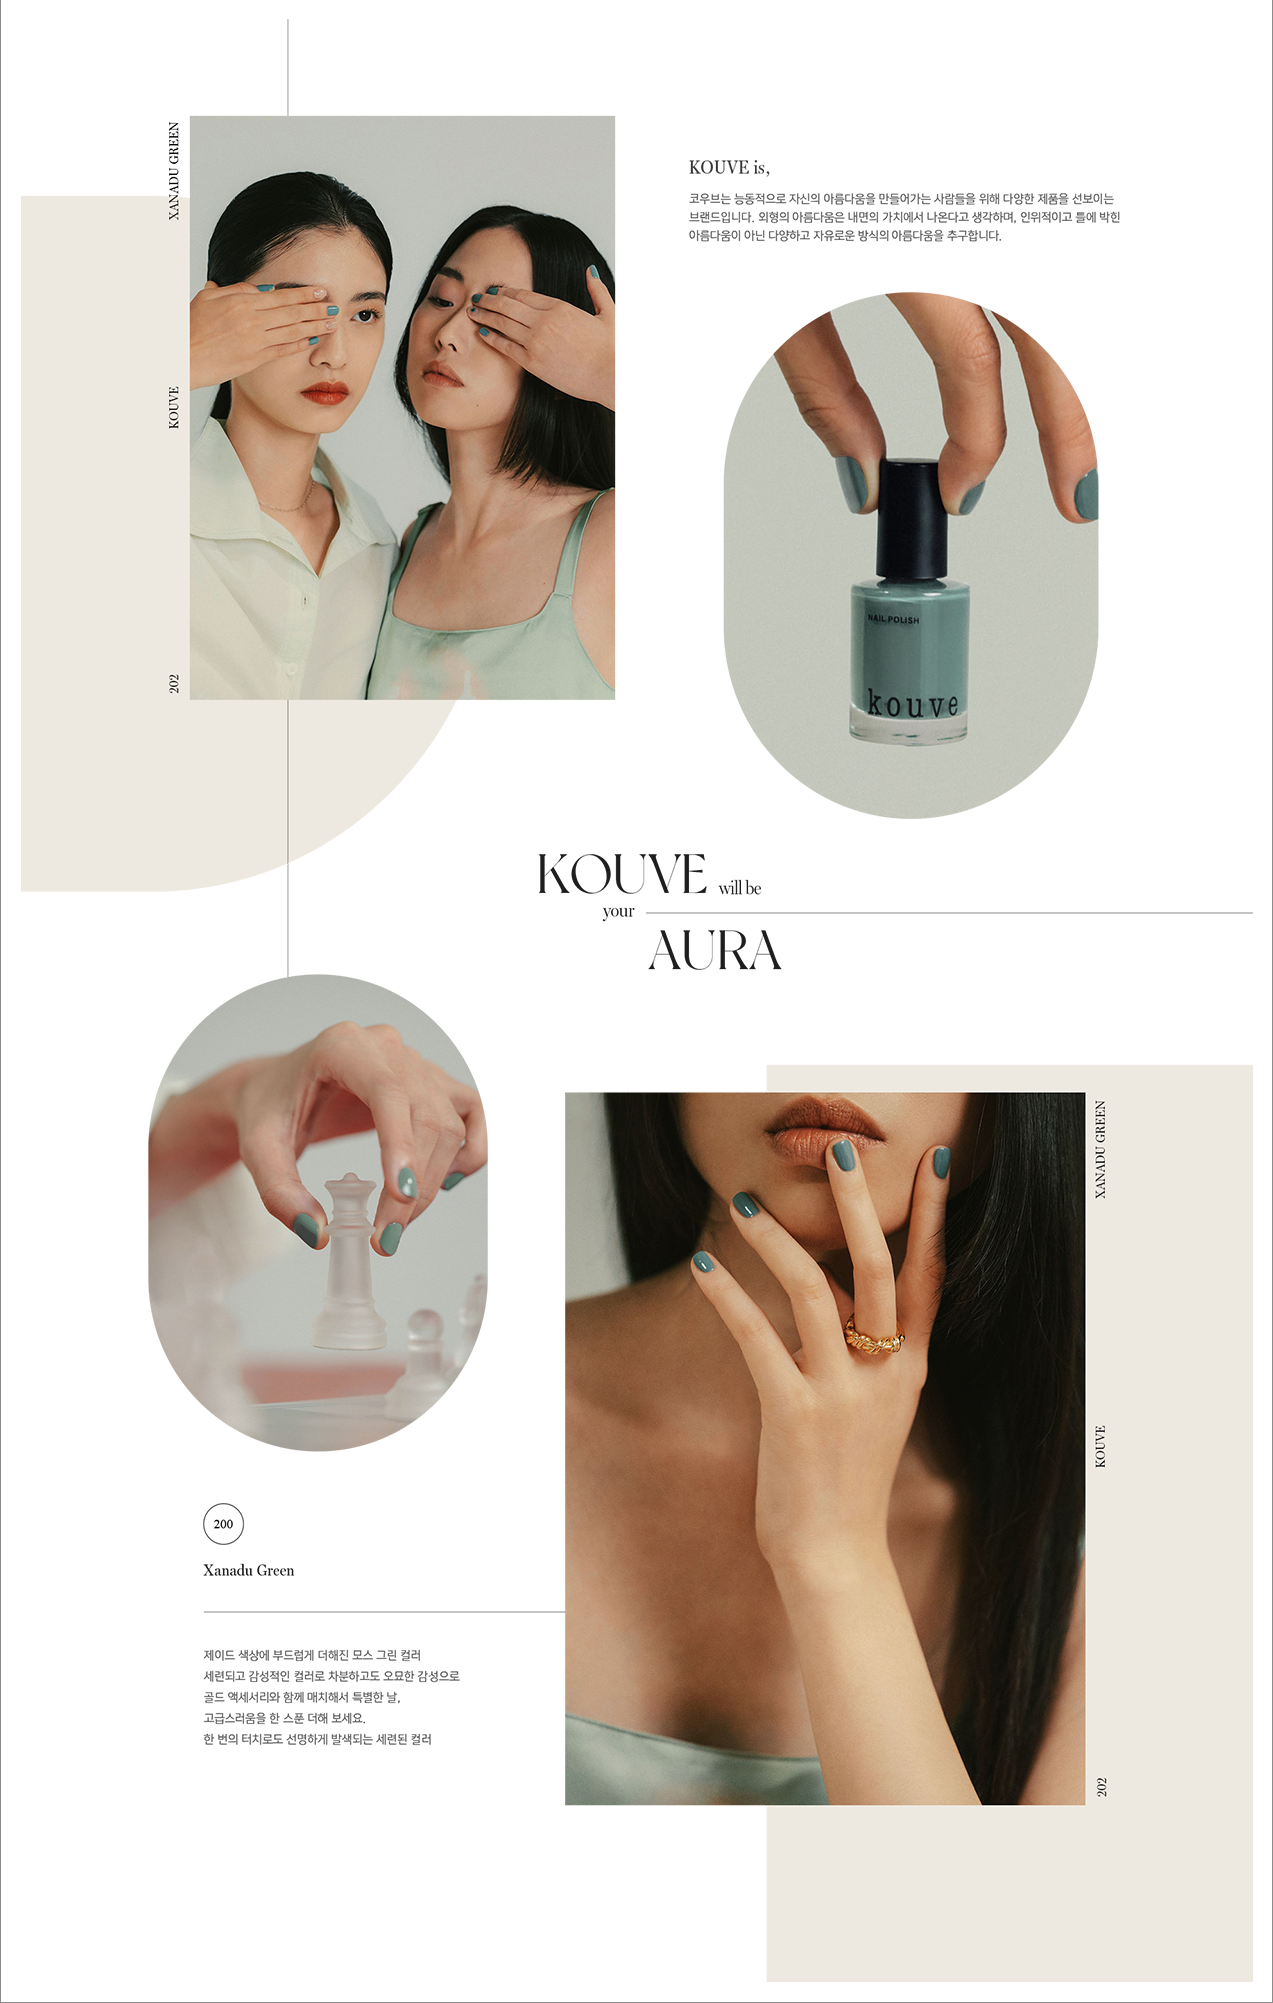 XANADU GREEN
KOUVE
202
KOUVE is,
코우브는 능동적으로 자신의 아름다움을 만들어가는 사람들을 위해 다양한 제품을 선보이는
브랜드입니다. 외형의 아름다움은 내면의 가치에서 나온다고 생각하며, 인위적이고 틀에 박힌
아름다움이 아닌 다양하고 자유로운 방식의 아름다움을 추구합니다.
NAIL POLISH
kouve
KOUVE will be
your
AURA
200
Xanadu Green
제이드 색상에 부드럽게 더해진 모스 그린 컬러
세련되고 감성적인 컬러로 차분하고도 오묘한 감성으로
골드 액세서리와 함께 매치해서 특별한 날,
고급스러움을 한 스푼 더해 보세요.
한 번의 터치로도 선명하게 발색되는 세련된 컬러
XANADU GREEN
KOUVE
202